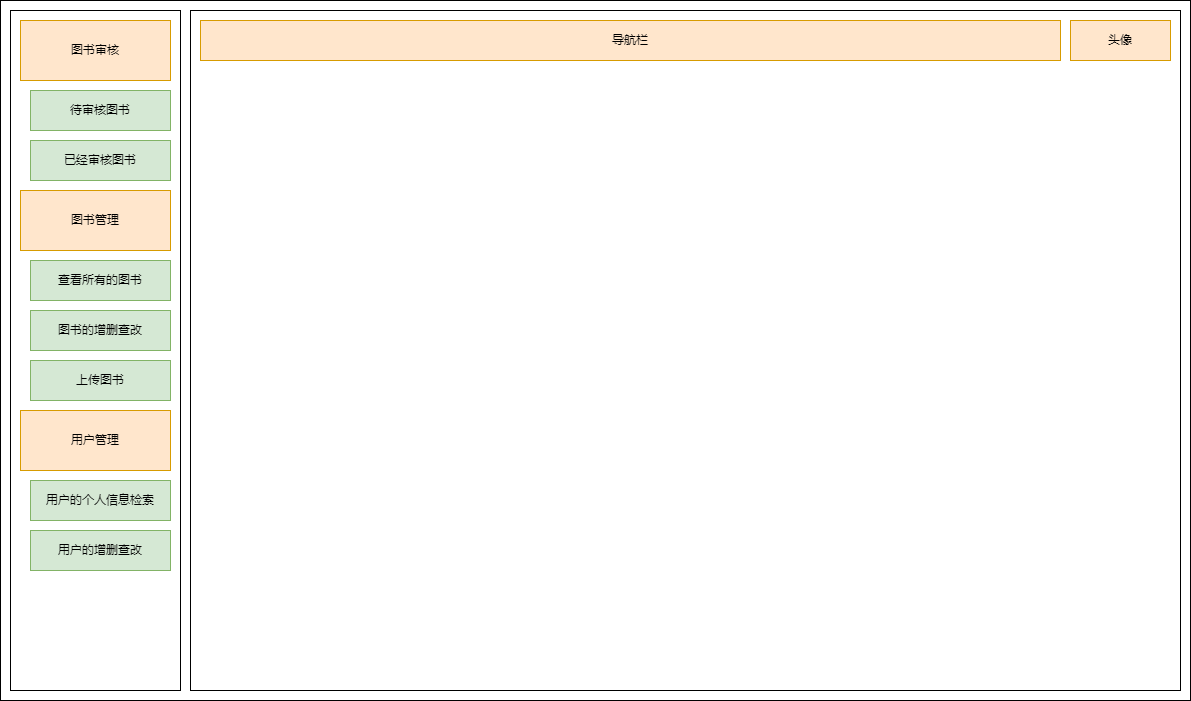 图书审核
待审核图书
已经审核图书
图书管理
查看所有的图书
图书的增删查改
上传图书
用户管理
用户的个人信息检索
用户的增删查改
导航栏
头像